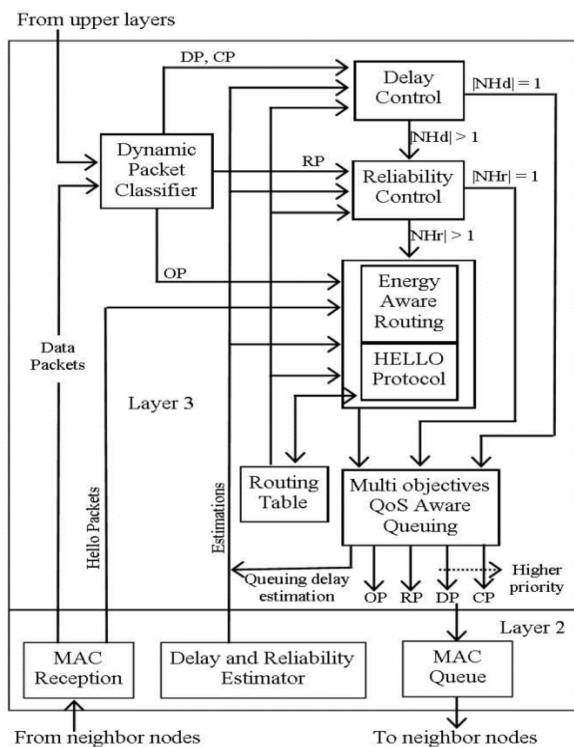 From upper layers
DP, CP
Delay
Control
|NHd| = 1
|NHd| > 1
Dynamic
Packet
Classifier
RP
Reliability
Control
|NHr| = 1
|NHr| > 1
OP
Energy
Aware
Routing
HELLO
Protocol
Data
Packets
Layer 3
Hello Packets
Estimations
Routing
Table
Multi objectives
QoS Aware
Queuing
Queuing delay
estimation
OP RP DP CP
Higher
priority
Layer 2
MAC
Reception
Delay and Reliability
Estimator
MAC
Queue
From neighbor nodes
To neighbor nodes